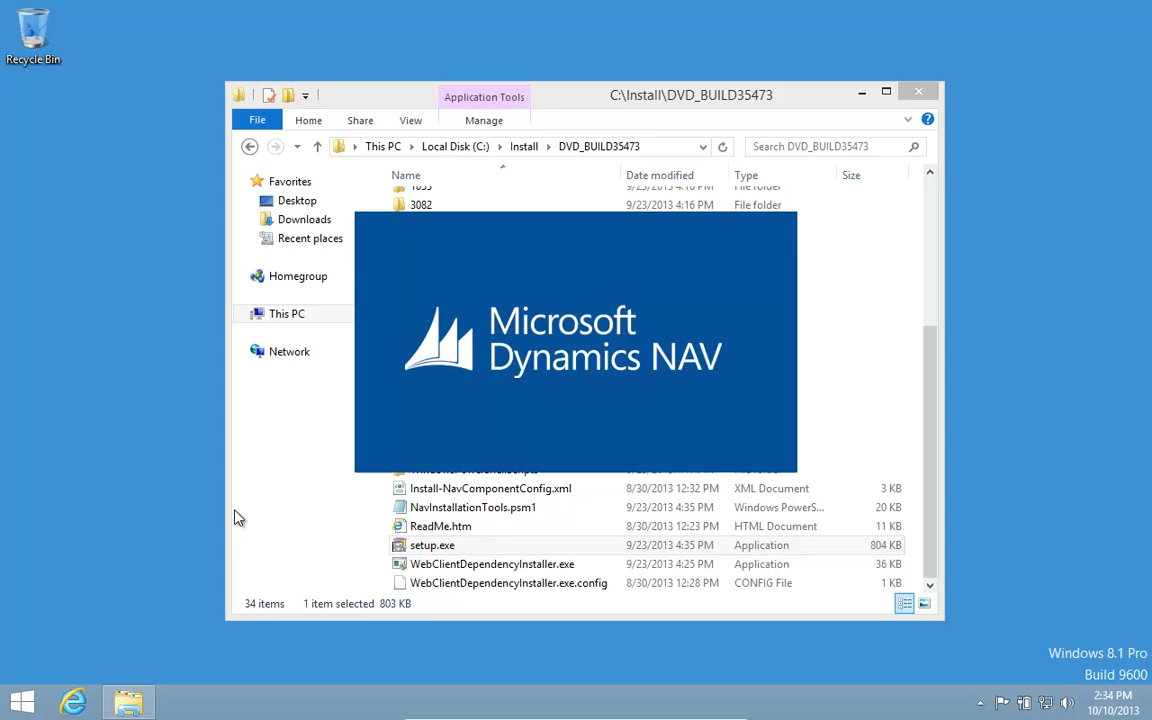 Recycle Bin
Application Tools
C:\Install\DVD_BUILD35473
File
Home
Share
View
Manage
This PC
Local Disk (C:)
Install
DVD_BUILD35473
Search DVD_BUILD35473
Name
Date modified
Type
Size
Favorites
Desktop
Downloads
Recent places
Homegroup
This PC
Network
3082 9/23/2013 4:16 PM File folder
Microsoft
Dynamics NAV
Install-NavComponentConfig.xml 8/30/2013 12:32 PM XML Document 3 KB
NavInstallationTools.psm1 9/23/2013 4:35 PM Windows PowerS... 20 KB
ReadMe.htm 8/30/2013 12:23 PM HTML Document 11 KB
setup.exe 9/23/2013 4:35 PM Application 804 KB
WebClientDependencyInstaller.exe 9/23/2013 4:25 PM Application 36 KB
WebClientDependencyInstaller.exe.config 8/30/2013 12:28 PM CONFIG File 1 KB
34 items 1 item selected 803 KB
Windows 8.1 Pro
Build 9600
2:34 PM
10/10/2013